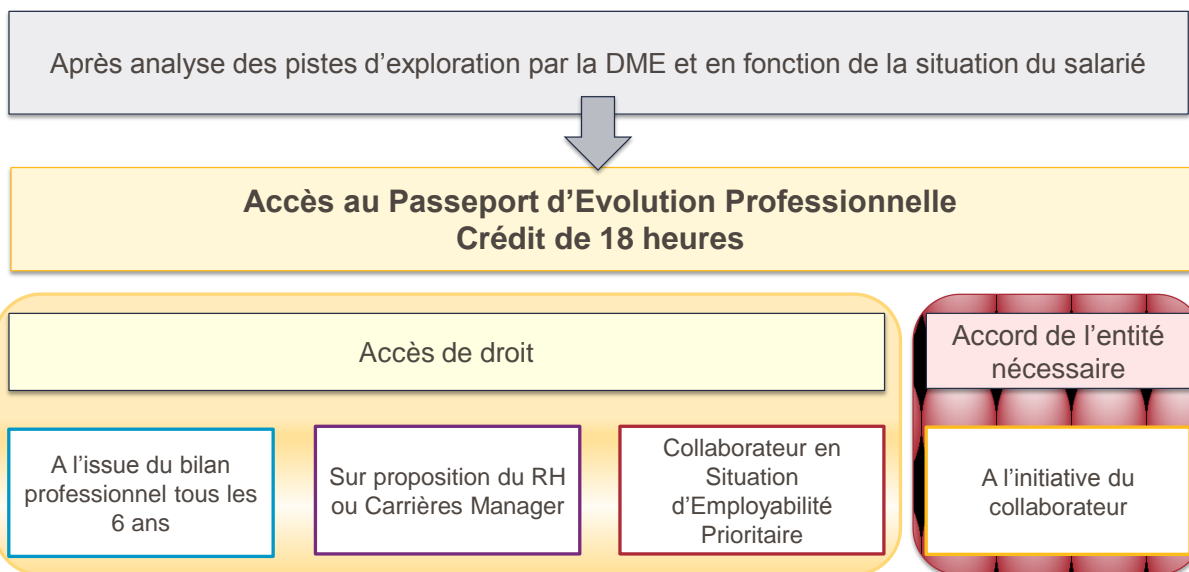 Après analyse des pistes d’exploration par la DME et en fonction de la situation du salarié
Accès au Passeport d’Evolution Professionnelle
Crédit de 18 heures
Accès de droit
A l’issue du bilan
professionnel tous les
6 ans
Sur proposition du RH
ou Carrières Manager
Collaborateur en
Situation
d’Employabilité
Prioritaire
Accord de l’entité
nécessaire
A l’initiative du
collaborateur